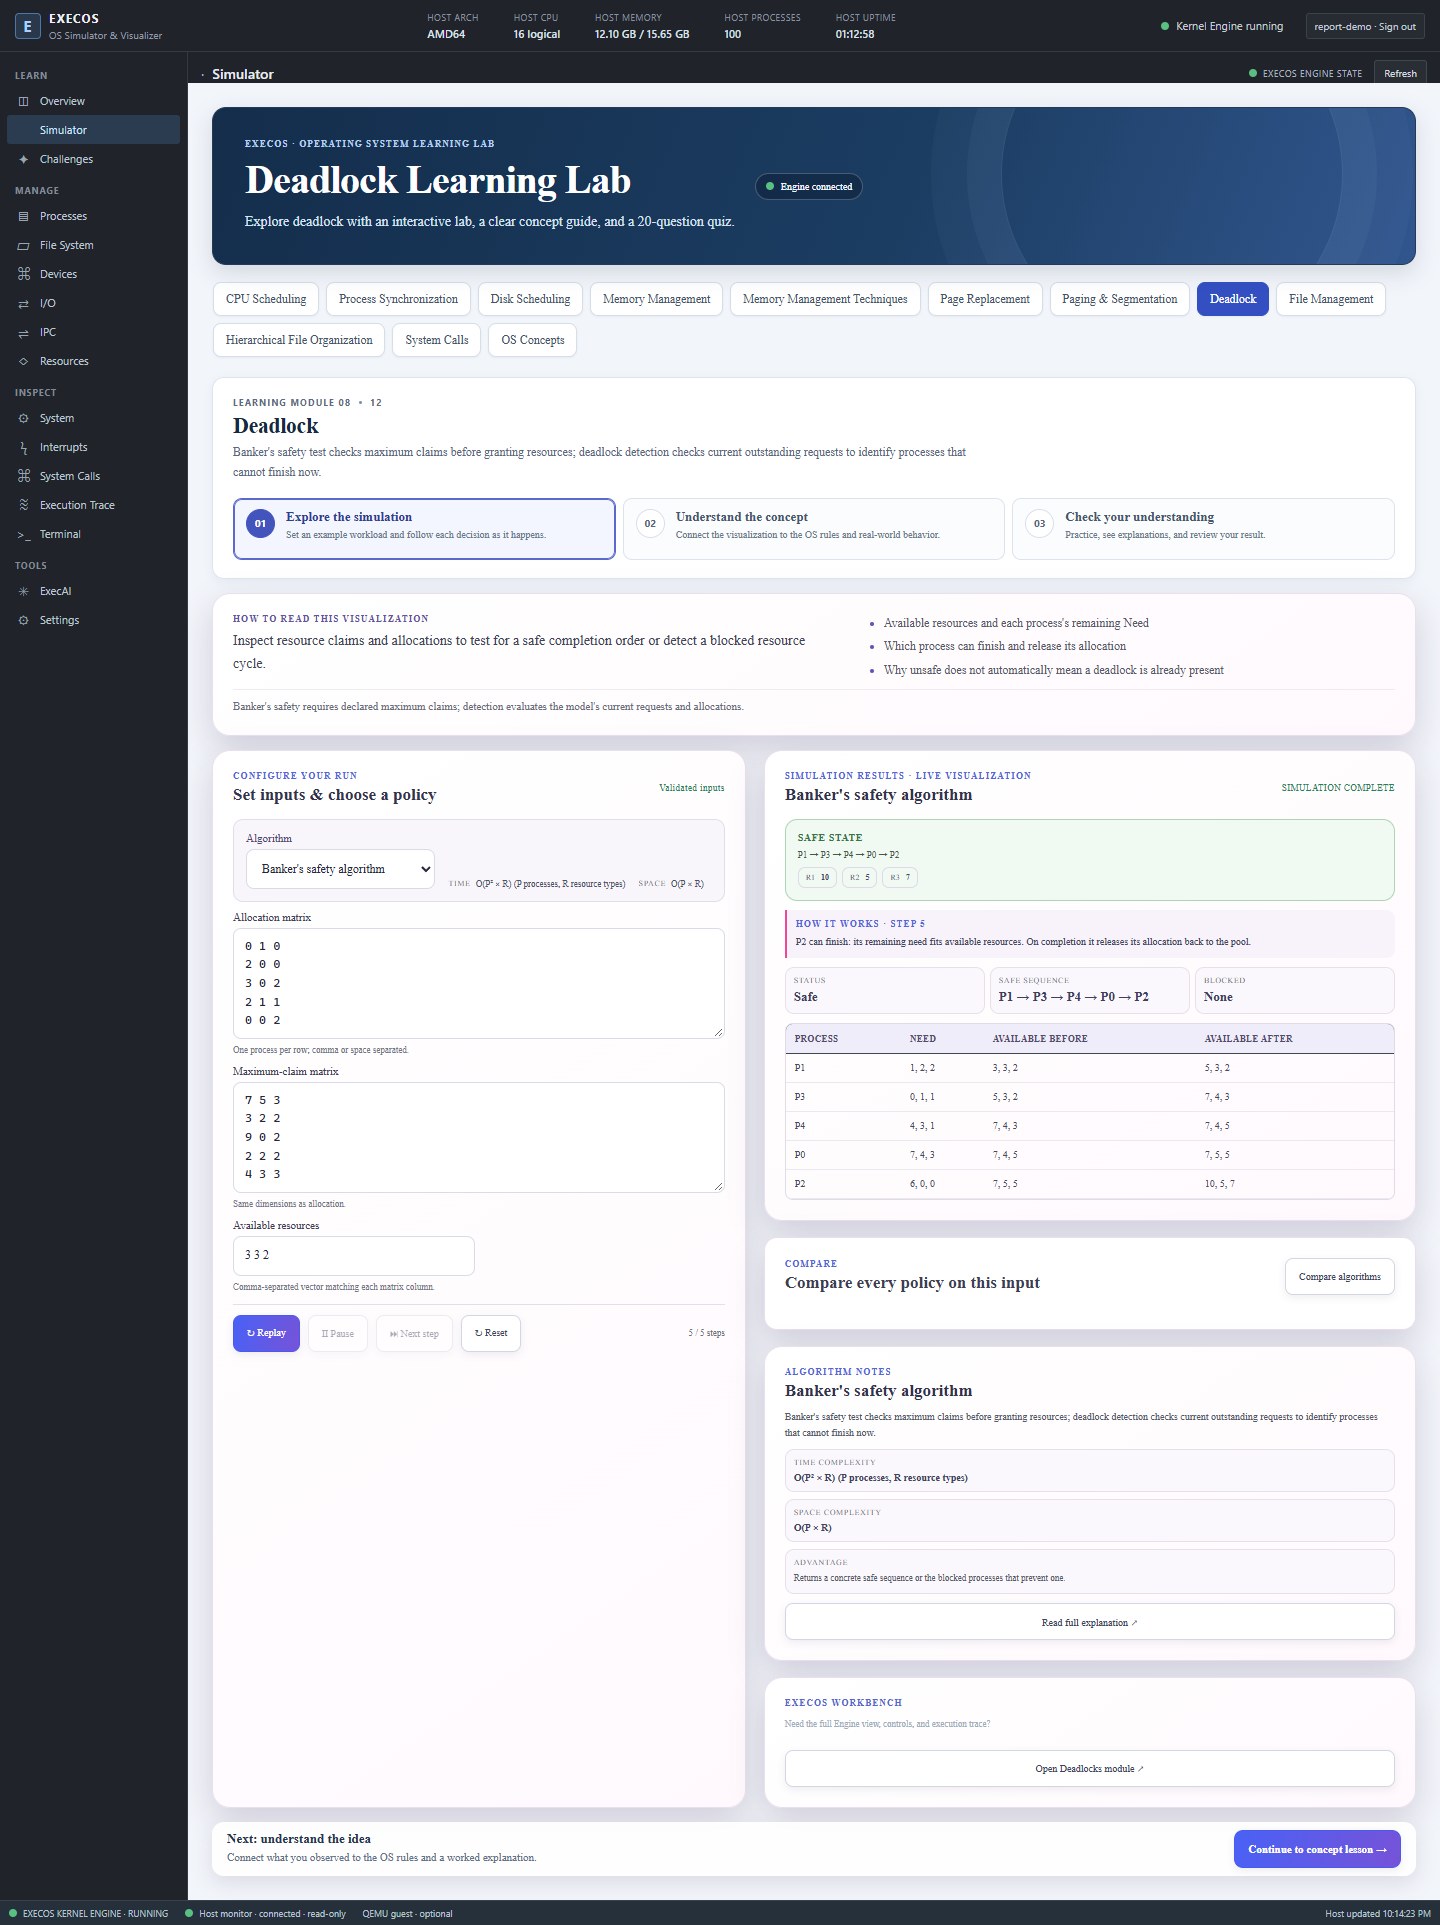 E
EXECOS
OS Simulator & Visualizer
HOST ARCH
AMD64
HOST CPU
16 logical
HOST MEMORY
12.10 GB / 15.65 GB
HOST PROCESSES
100
HOST UPTIME
01:12:58
Kernel Engine running
report-demo · Sign out
LEARN
Overview
Simulator
Challenges
MANAGE
Processes
File System
Devices
I/O
IPC
Resources
INSPECT
System
Interrupts
System Calls
Execution Trace
Terminal
TOOLS
ExecAI
Settings
· Simulator
EXECOS ENGINE STATE
Refresh
EXECOS · OPERATING SYSTEM LEARNING LAB
Deadlock Learning Lab
Explore deadlock with an interactive lab, a clear concept guide, and a 20-question quiz.
Engine connected
CPU Scheduling
Process Synchronization
Disk Scheduling
Memory Management
Memory Management Techniques
Page Replacement
Paging & Segmentation
Deadlock
File Management
Hierarchical File Organization
System Calls
OS Concepts
LEARNING MODULE 08 • 12
Deadlock
Banker's safety test checks maximum claims before granting resources; deadlock detection checks current outstanding requests to identify processes that
cannot finish now.
01
Explore the simulation
Set an example workload and follow each decision as it happens.
02
Understand the concept
Connect the visualization to the OS rules and real-world behavior.
03
Check your understanding
Practice, see explanations, and review your result.
HOW TO READ THIS VISUALIZATION
Inspect resource claims and allocations to test for a safe completion order or detect a blocked resource
cycle.
• Available resources and each process's remaining Need
• Which process can finish and release its allocation
• Why unsafe does not automatically mean a deadlock is already present
Banker's safety requires declared maximum claims; detection evaluates the model's current requests and allocations.
CONFIGURE YOUR RUN
Set inputs & choose a policy
Validated inputs
Algorithm
Banker's safety algorithm
TIME O(P² × R) (P processes, R resource types) SPACE O(P × R)
Allocation matrix
0 1 0
2 0 0
3 0 2
2 1 1
0 0 2
One process per row; comma or space separated.
Maximum-claim matrix
7 5 3
3 2 2
9 0 2
2 2 2
4 3 3
Same dimensions as allocation.
Available resources
3 3 2
Comma-separated vector matching each matrix column.
↻ Replay
⏸ Pause
⏭ Next step
↻ Reset
5 / 5 steps
SIMULATION RESULTS · LIVE VISUALIZATION
Banker's safety algorithm
SIMULATION COMPLETE
SAFE STATE
P1 → P3 → P4 → P0 → P2
R1 10
R2 5
R3 7
HOW IT WORKS · STEP 5
P2 can finish: its remaining need fits available resources. On completion it releases its allocation back to the pool.
STATUS
Safe
SAFE SEQUENCE
P1 → P3 → P4 → P0 → P2
BLOCKED
None
PROCESS NEED AVAILABLE BEFORE AVAILABLE AFTER
P1 1, 2, 2 3, 3, 2 5, 3, 2
P3 0, 1, 1 5, 3, 2 7, 4, 3
P4 4, 3, 1 7, 4, 3 7, 4, 5
P0 7, 4, 3 7, 4, 5 7, 5, 5
P2 6, 0, 0 7, 5, 5 10, 5, 7
COMPARE
Compare every policy on this input
Compare algorithms
ALGORITHM NOTES
Banker's safety algorithm
Banker's safety test checks maximum claims before granting resources; deadlock detection checks current outstanding requests to identify processes
that cannot finish now.
TIME COMPLEXITY
O(P² × R) (P processes, R resource types)
SPACE COMPLEXITY
O(P × R)
ADVANTAGE
Returns a concrete safe sequence or the blocked processes that prevent one.
Read full explanation ↗
EXECOS WORKBENCH
Need the full Engine view, controls, and execution trace?
Open Deadlocks module ↗
Next: understand the idea
Connect what you observed to the OS rules and a worked explanation.
Continue to concept lesson →
EXECOS KERNEL ENGINE · RUNNING
Host monitor · connected · read-only
QEMU guest · optional
Host updated 10:14:23 PM